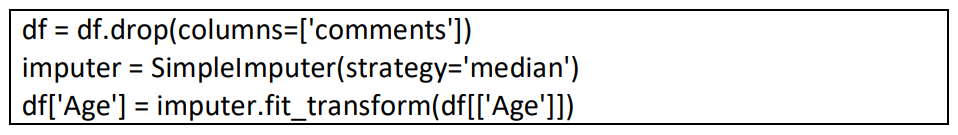 df = df.drop(columns=['comments'])
imputer = SimpleImputer(strategy='median')
df['Age'] = imputer.fit_transform(df[['Age']])